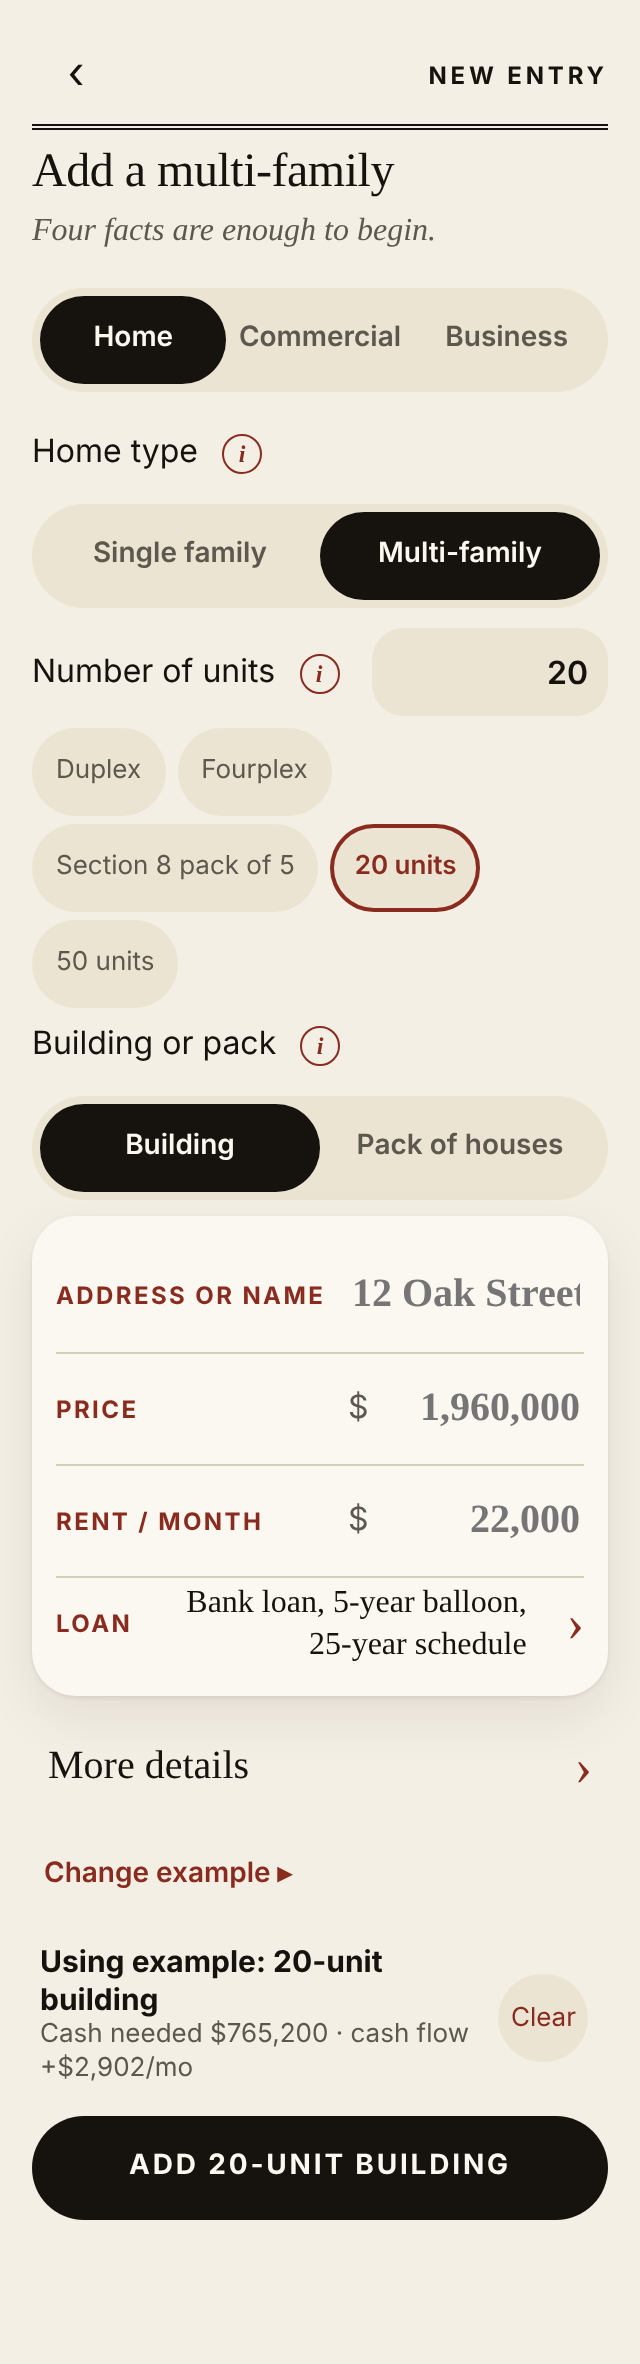 ‹
NEW ENTRY
Add a multi-family
Four facts are enough to begin.
Home Commercial Business
Home type i
Single family Multi-family
Number of units i 20
Duplex Fourplex
Section 8 pack of 5 20 units
50 units
Building or pack i
Building Pack of houses
ADDRESS OR NAME 12 Oak Street
PRICE $ 1,960,000
RENT / MONTH $ 22,000
LOAN Bank loan, 5-year balloon,
25-year schedule ›
More details ›
Change example ▸
Using example: 20-unit
building
Cash needed $765,200 · cash flow
+$2,902/mo
Clear
ADD 20-UNIT BUILDING